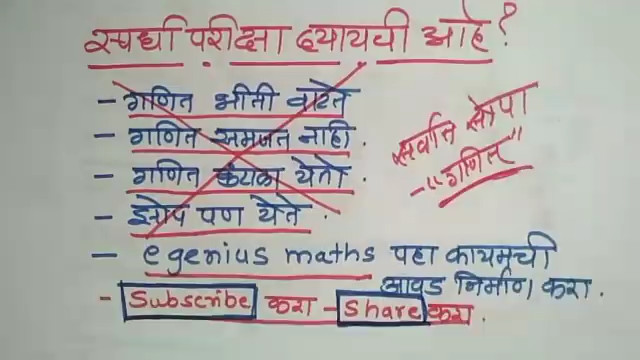 स्पर्धा परीक्षा द्यायची आहे?
- गणित भीती वाटते
- गणित समजत नाही.
- गणित कंटाळा येतो.
- झोप पण येते.
सर्वात सोपा
- "गणित"
- egenius maths पहा कायमची
आवड निर्माण करा.
- Subscribe करा - Share करा.